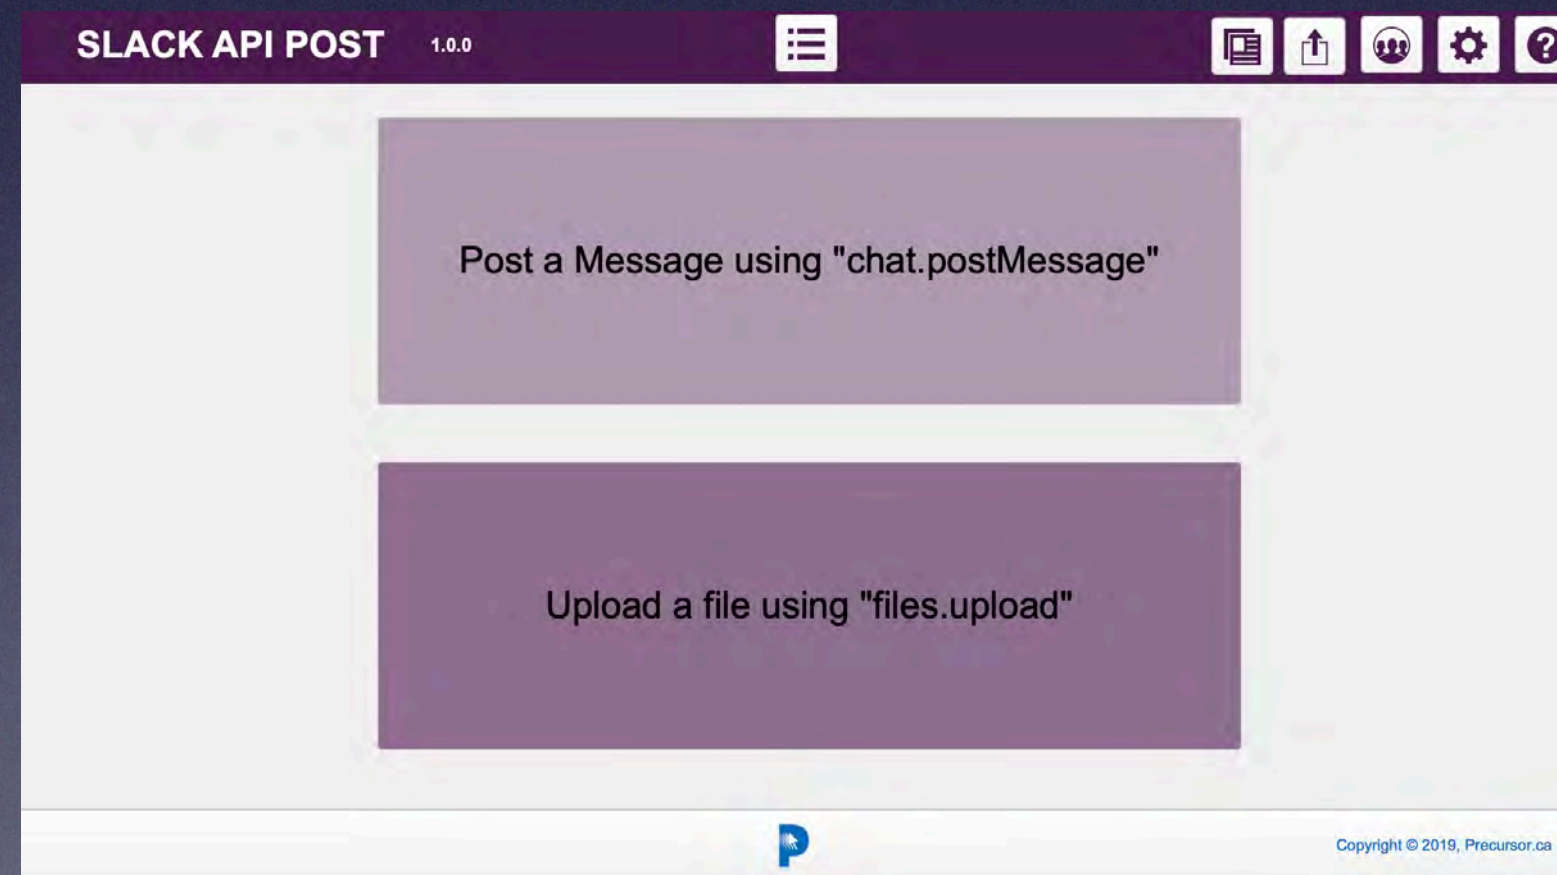 SLACK API POST 1.0.0
?
Post a Message using "chat.postMessage"
Upload a file using "files.upload"
P
Copyright © 2019, Precursor.ca